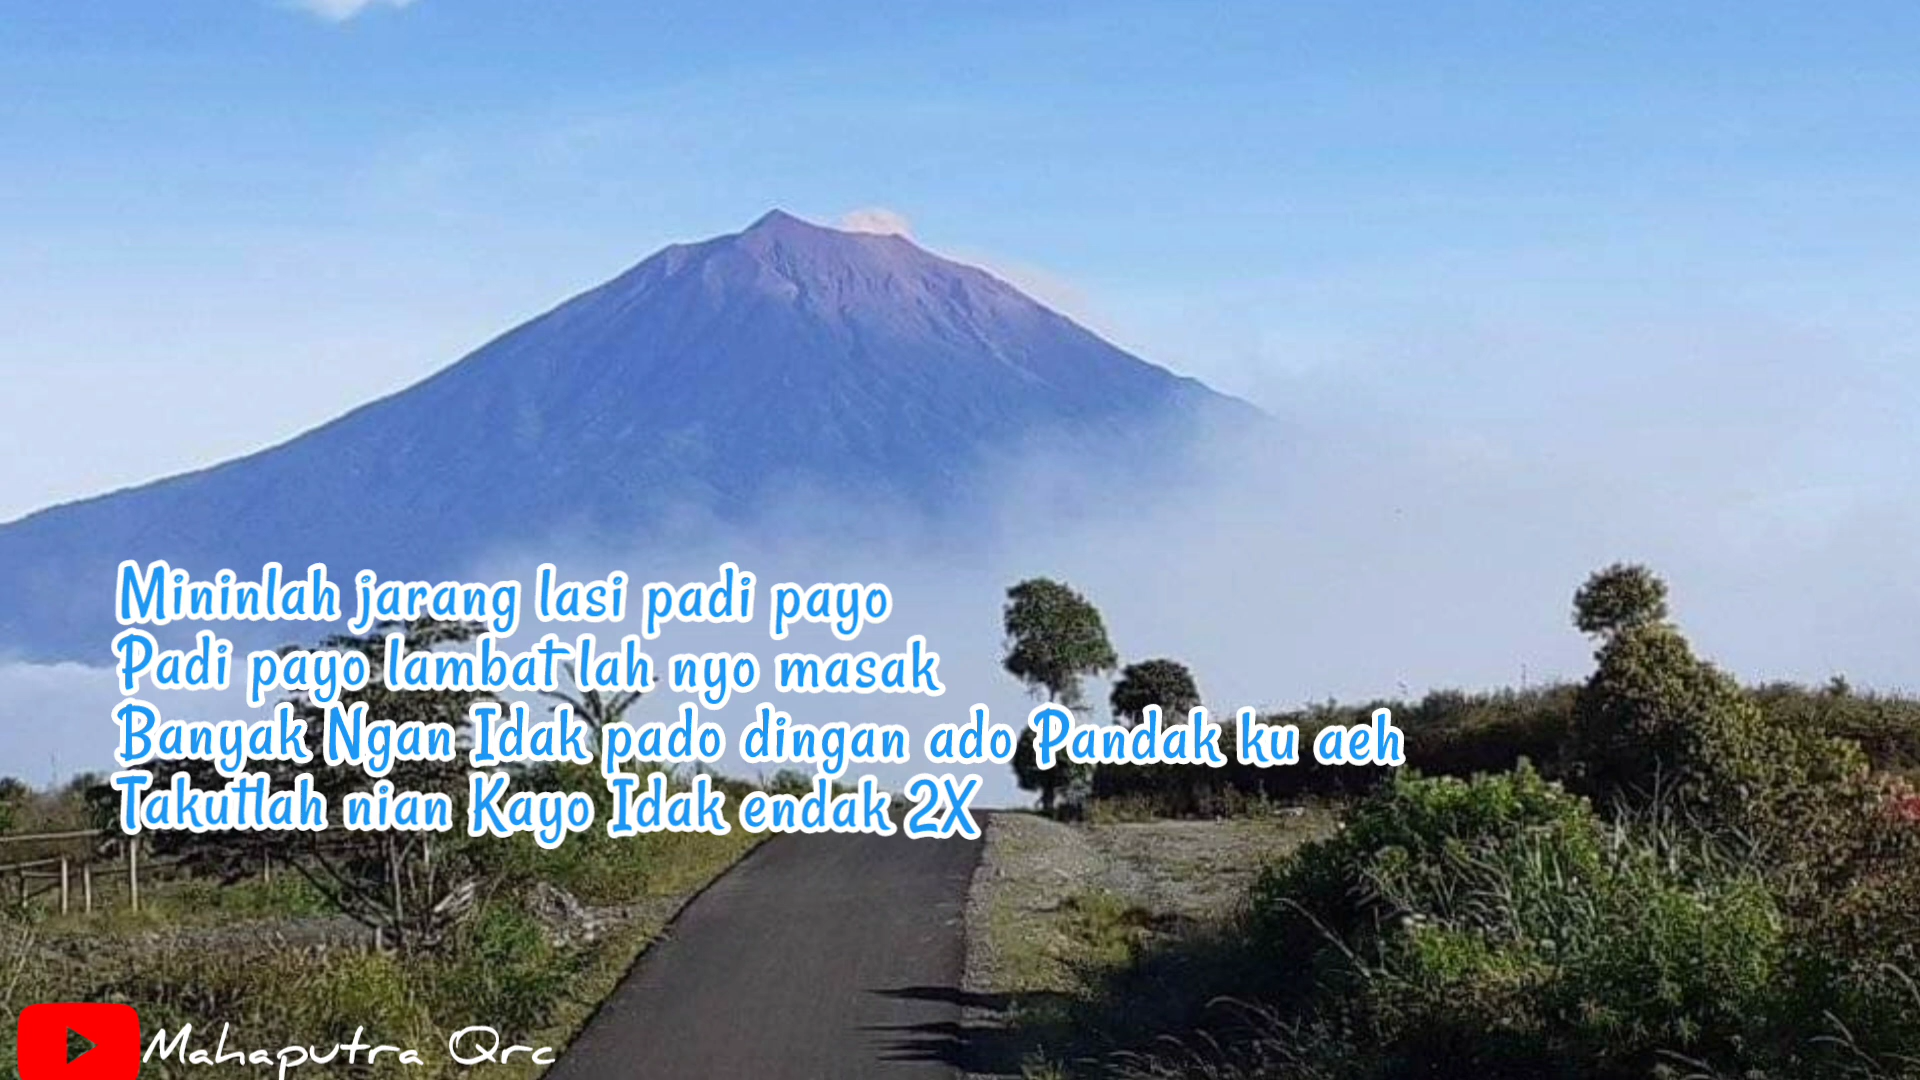 Mininlah jarang lasi padi payo
Padi payo lambat lah nyo masak
Banyak Ngan Idak pado dingan ado Pandak ku aeh
Takutlah nian Kayo Idak endak 2X
Mahaputra Qrc